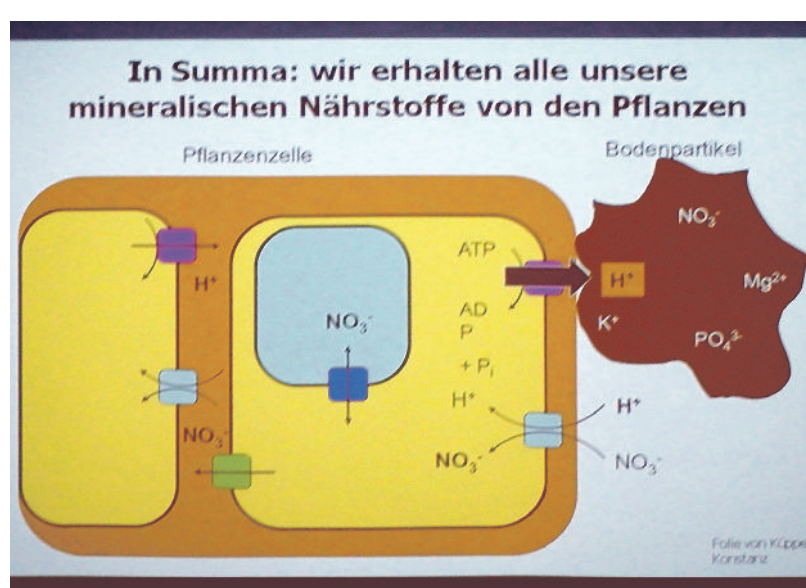 In Summa: wir erhalten alle unsere
mineralischen Nährstoffe von den Pflanzen
Pflanzenzelle
Bodenpartikel
NO₃⁻
ATP
H⁺
H⁺
Mg²⁺
NO₃⁻
AD
P
K⁺
PO₄³⁻
+ Pᵢ
H⁺
H⁺
NO₃⁻
NO₃⁻
NO₃⁻
Folie von Küppe
Konstanz